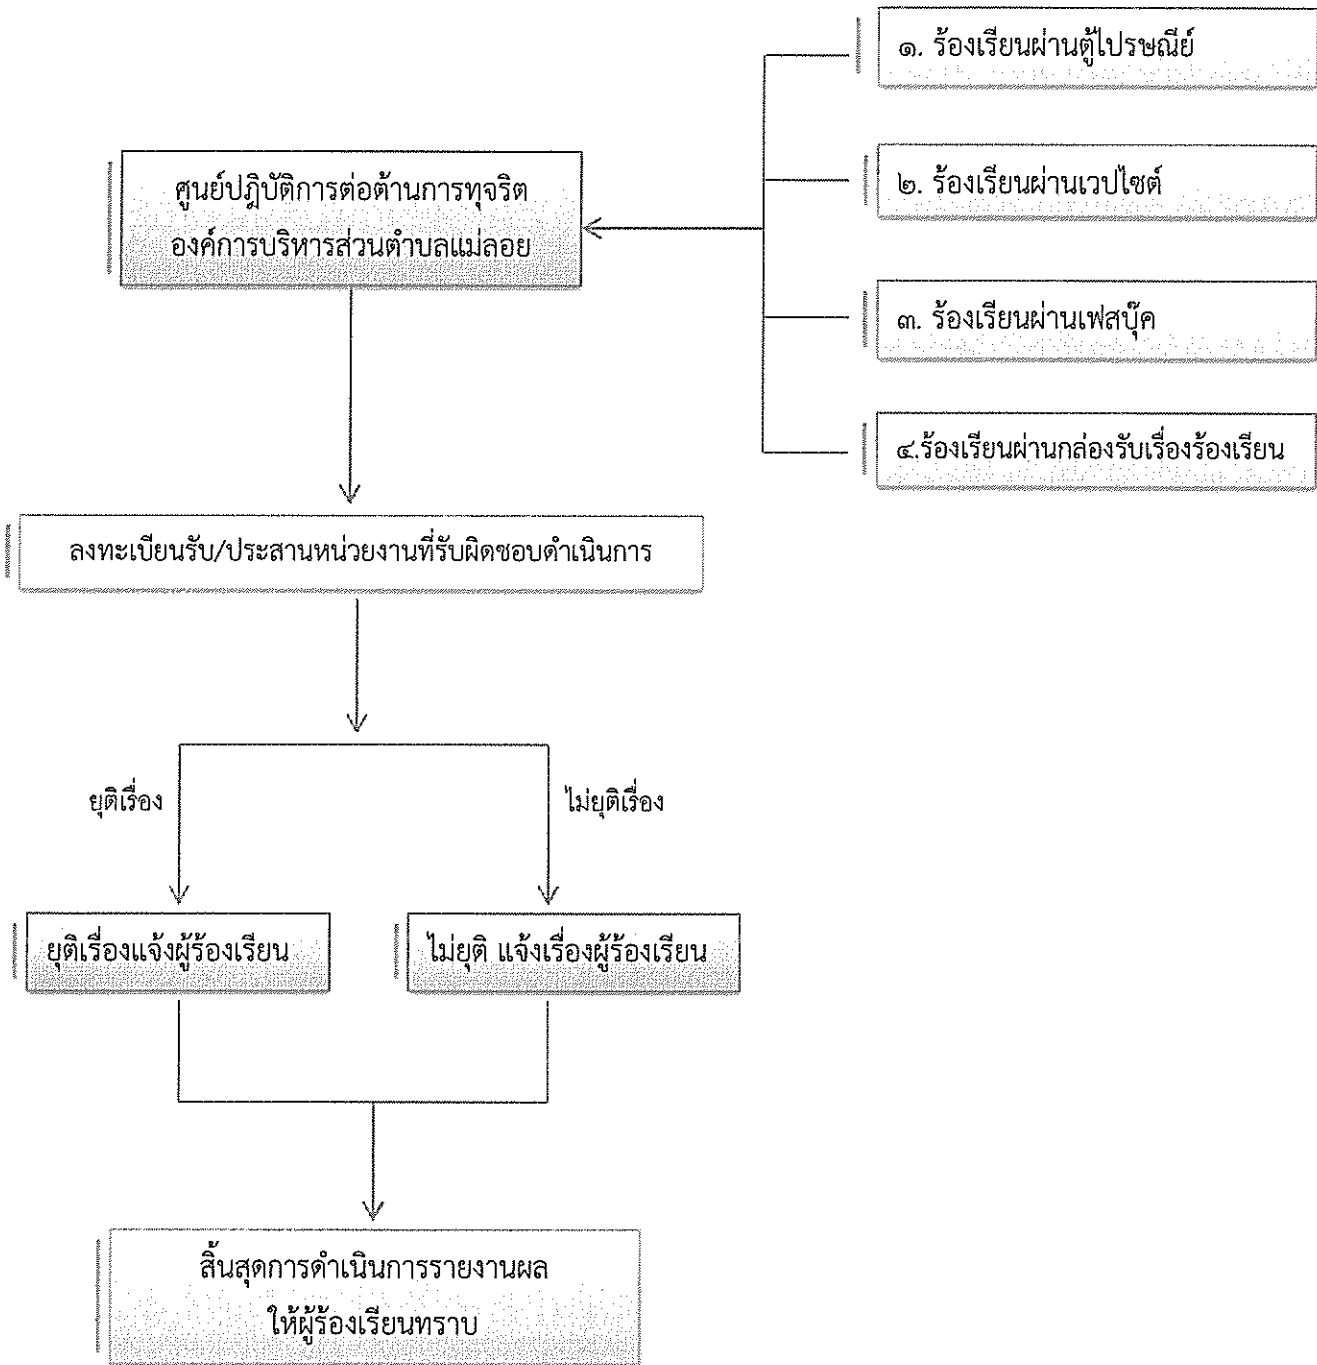 ๑. ร้องเรียนผ่านตู้ไปรษณีย์
๒. ร้องเรียนผ่านเวปไซต์
๓. ร้องเรียนผ่านเฟสบุ๊ค
๔.ร้องเรียนผ่านกล่องรับเรื่องร้องเรียน
ศูนย์ปฏิบัติการต่อต้านการทุจริต
องค์การบริหารส่วนตำบลแม่ลอย
ลงทะเบียนรับ/ประสานหน่วยงานที่รับผิดชอบดำเนินการ
ยุติเรื่อง
ไม่ยุติเรื่อง
ยุติเรื่องแจ้งผู้ร้องเรียน
ไม่ยุติ แจ้งเรื่องผู้ร้องเรียน
สิ้นสุดการดำเนินการรายงานผล
ให้ผู้ร้องเรียนทราบ